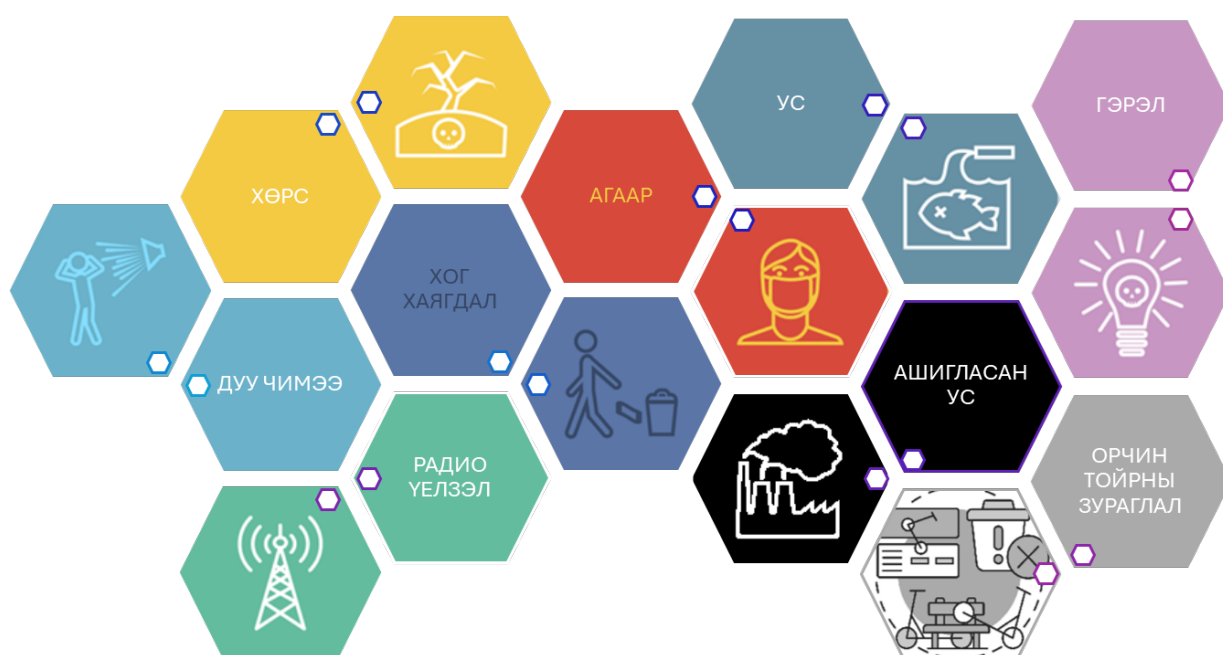 УС
ГЭРЭЛ
ХӨРС
АГААР
ХОГ
ХАЯГДАЛ
ДУУ ЧИМЭЭ
АШИГЛАСАН
УС
РАДИО
ҮЕЛЗЭЛ
ОРЧИН
ТОЙРНЫ
ЗУРАГЛАЛ